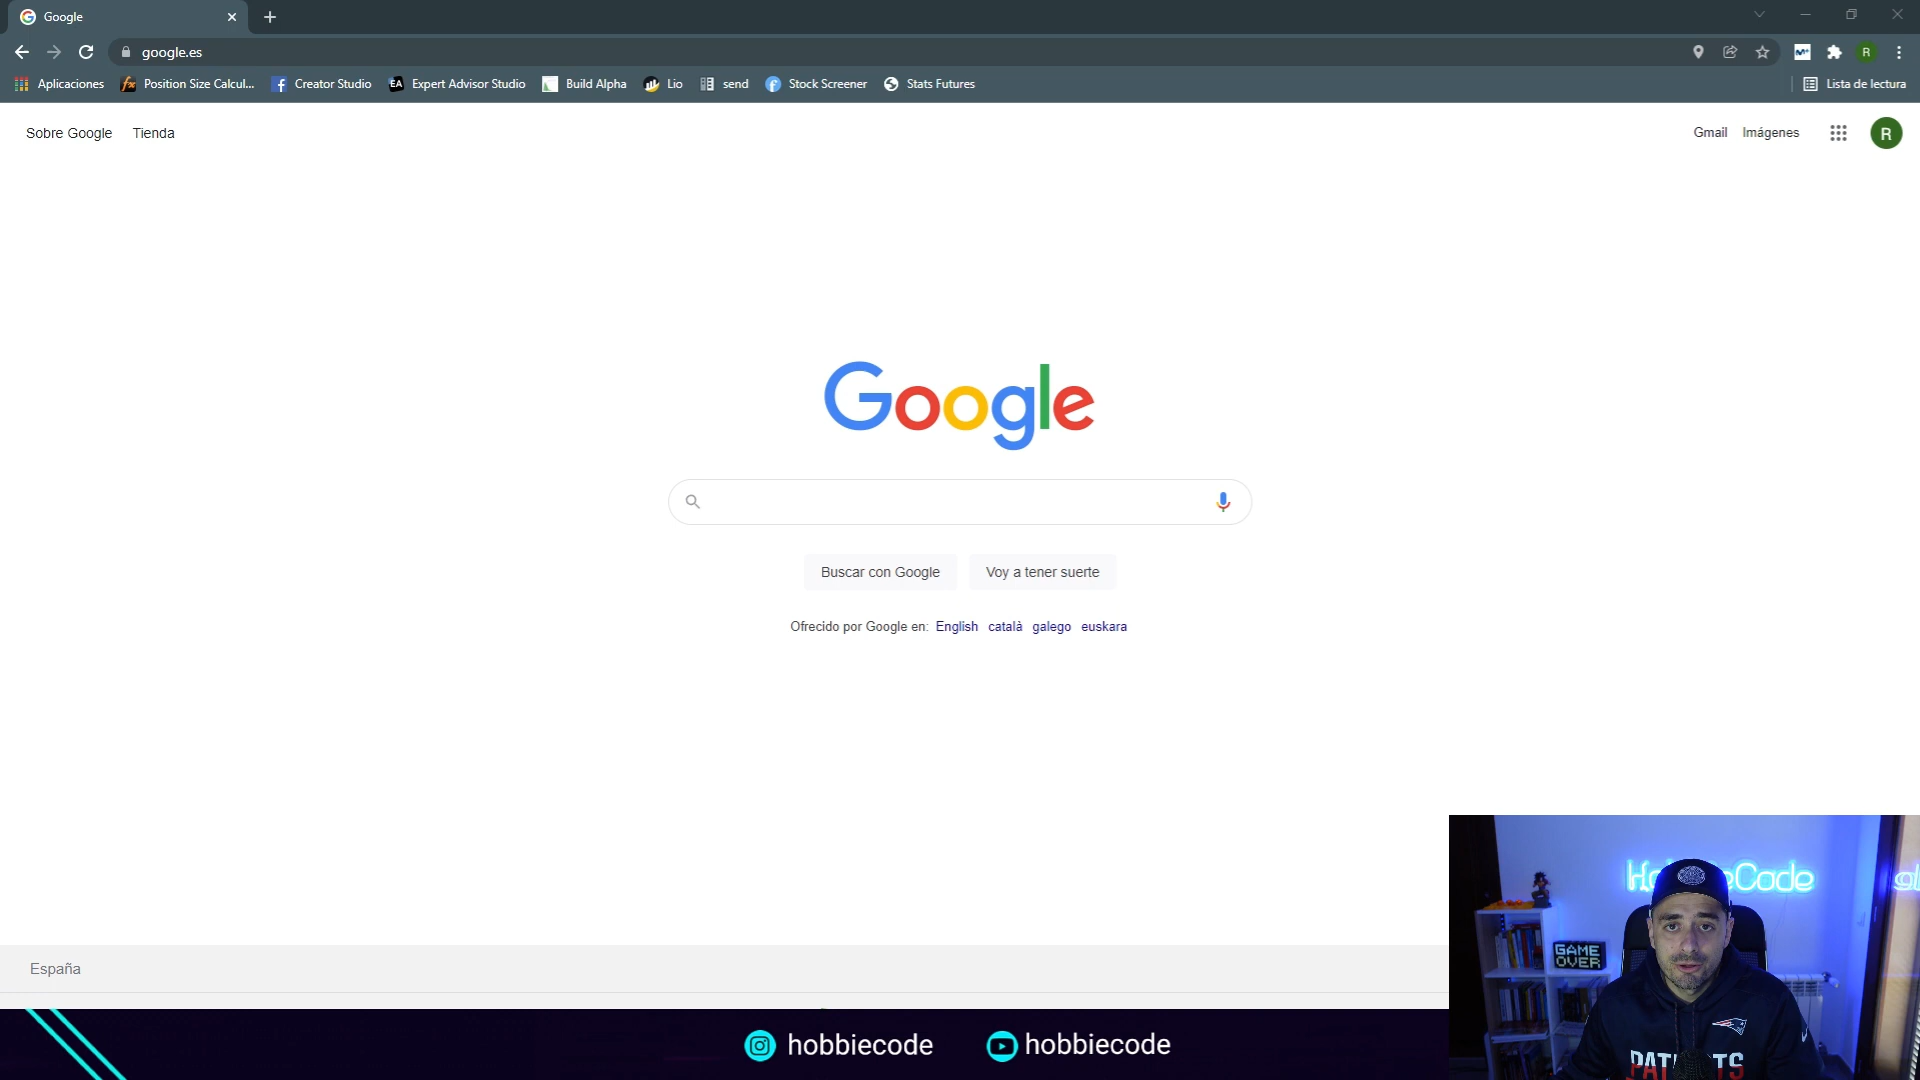 Google
google.es
R
Aplicaciones
Position Size Calcul...
Creator Studio
EA Expert Advisor Studio
Build Alpha
Lio
send
Stock Screener
Stats Futures
Lista de lectura
Sobre Google
Tienda
Gmail
Imágenes
R
Google
Buscar con Google
Voy a tener suerte
Ofrecido por Google en: English català galego euskara
España
GAME
OVER
hobbiecode
hobbiecode